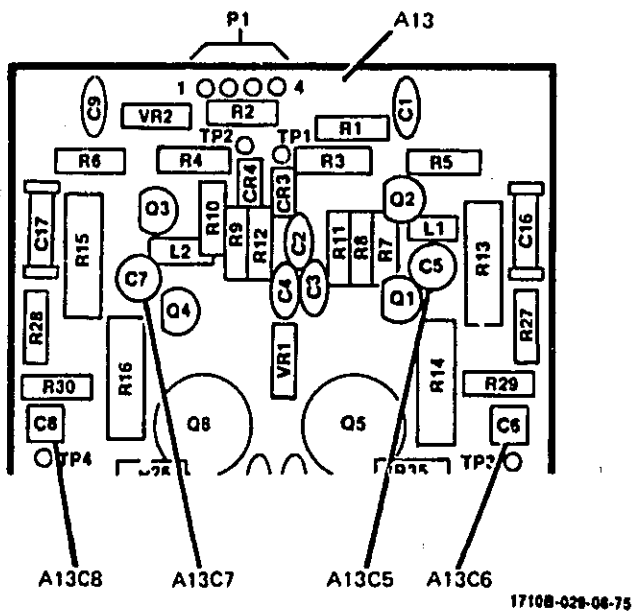 P1
A13
1 4
C9
VR2
R2
C1
R1
TP2
TP1
R6
R4
R3
R5
CR4
CR3
Q3
R10
Q2
C17
R15
R9
R12
C2
R11
R8
R7
L1
R13
C16
L2
C7
C4
C3
C5
Q4
Q1
R28
R16
VR1
R14
R27
R30
R29
C8
Q8
Q5
C6
TP4
TP3
A13C8
A13C7
A13C5
A13C6
1710B-029-06-75